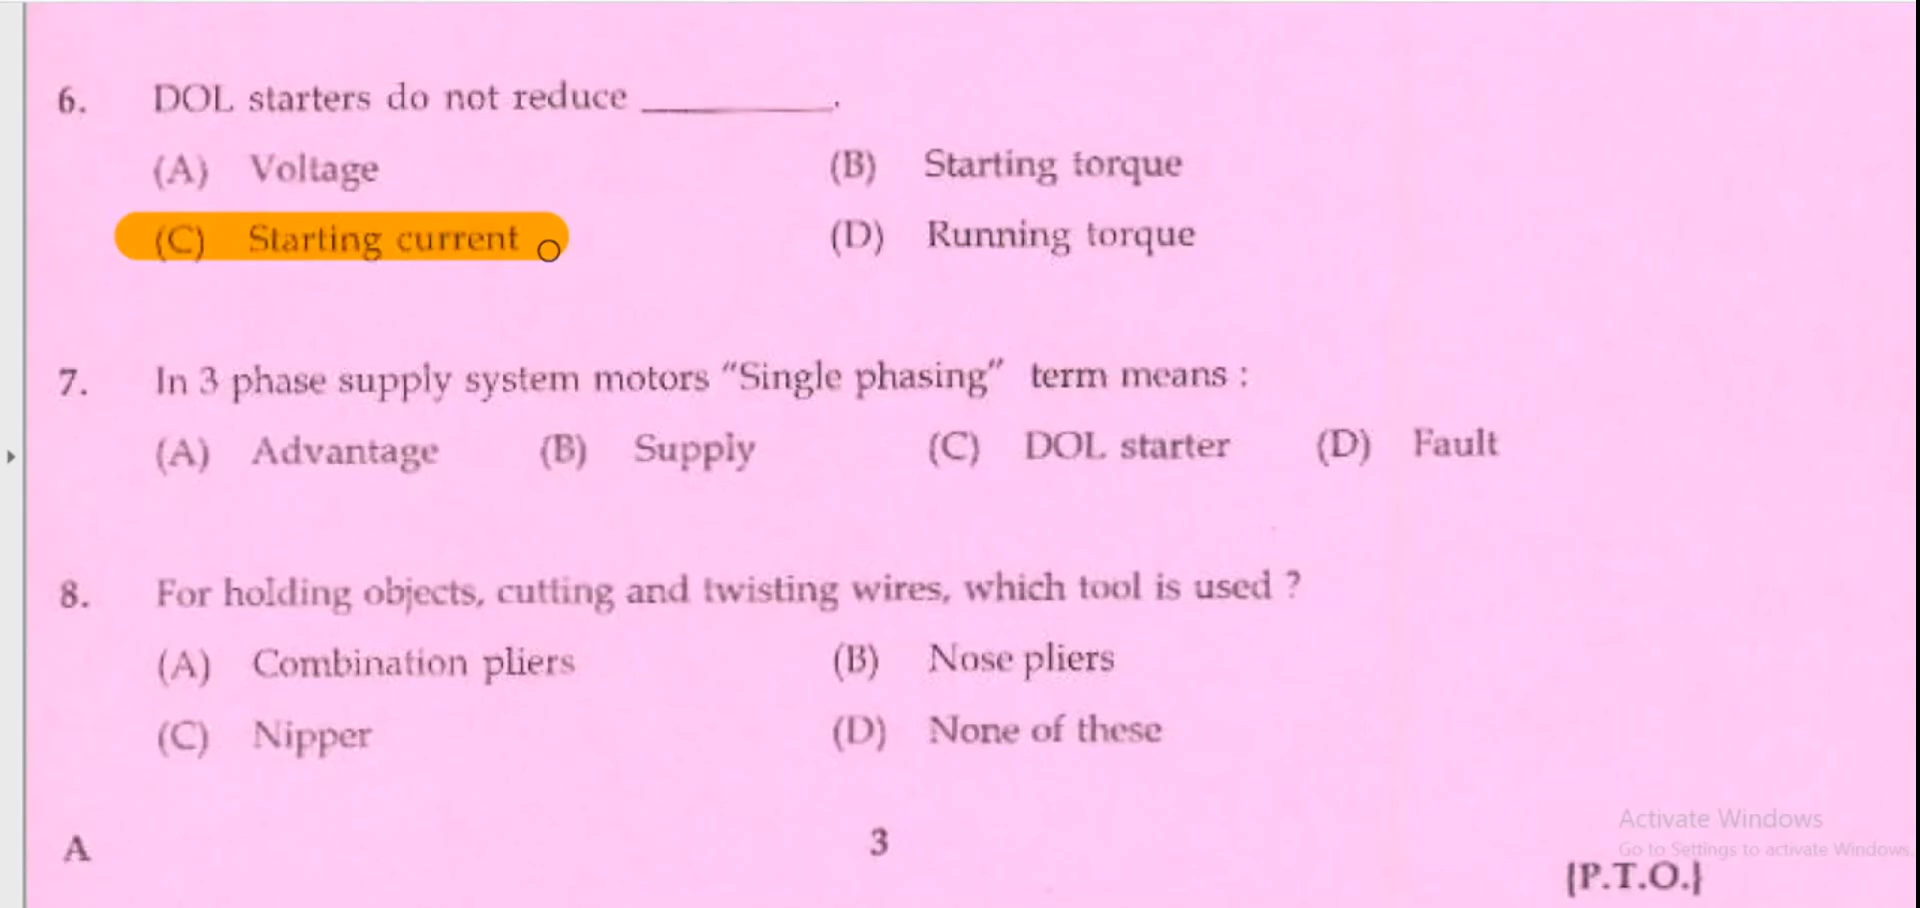 6. DOL starters do not reduce __________.
(A) Voltage (B) Starting torque
(C) Starting current (D) Running torque
7. In 3 phase supply system motors “Single phasing” term means :
(A) Advantage (B) Supply (C) DOL starter (D) Fault
8. For holding objects, cutting and twisting wires, which tool is used ?
(A) Combination pliers (B) Nose pliers
(C) Nipper (D) None of these
Activate Windows
A 3 Go to Settings to activate Windows.
{P.T.O.}